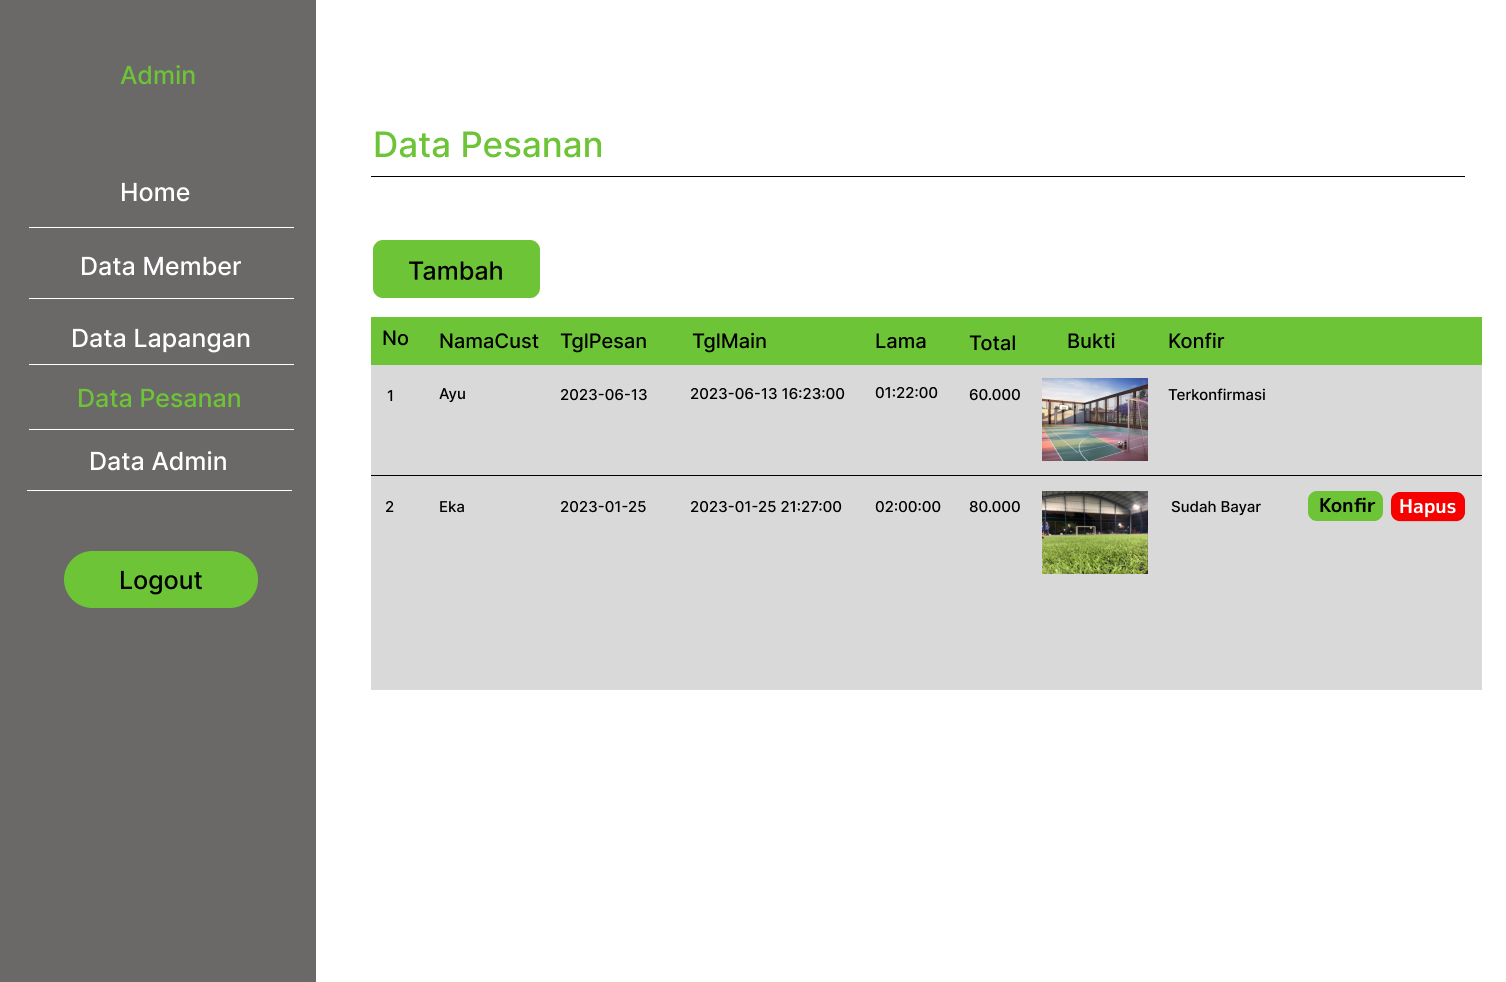 Admin
Home
Data Member
Data Lapangan
Data Pesanan
Data Admin
Logout
Data Pesanan
Tambah
No NamaCust TglPesan TglMain Lama Total Bukti Konfir
1 Ayu 2023-06-13 2023-06-13 16:23:00 01:22:00 60.000 Terkonfirmasi
2 Eka 2023-01-25 2023-01-25 21:27:00 02:00:00 80.000 Sudah Bayar Konfir Hapus